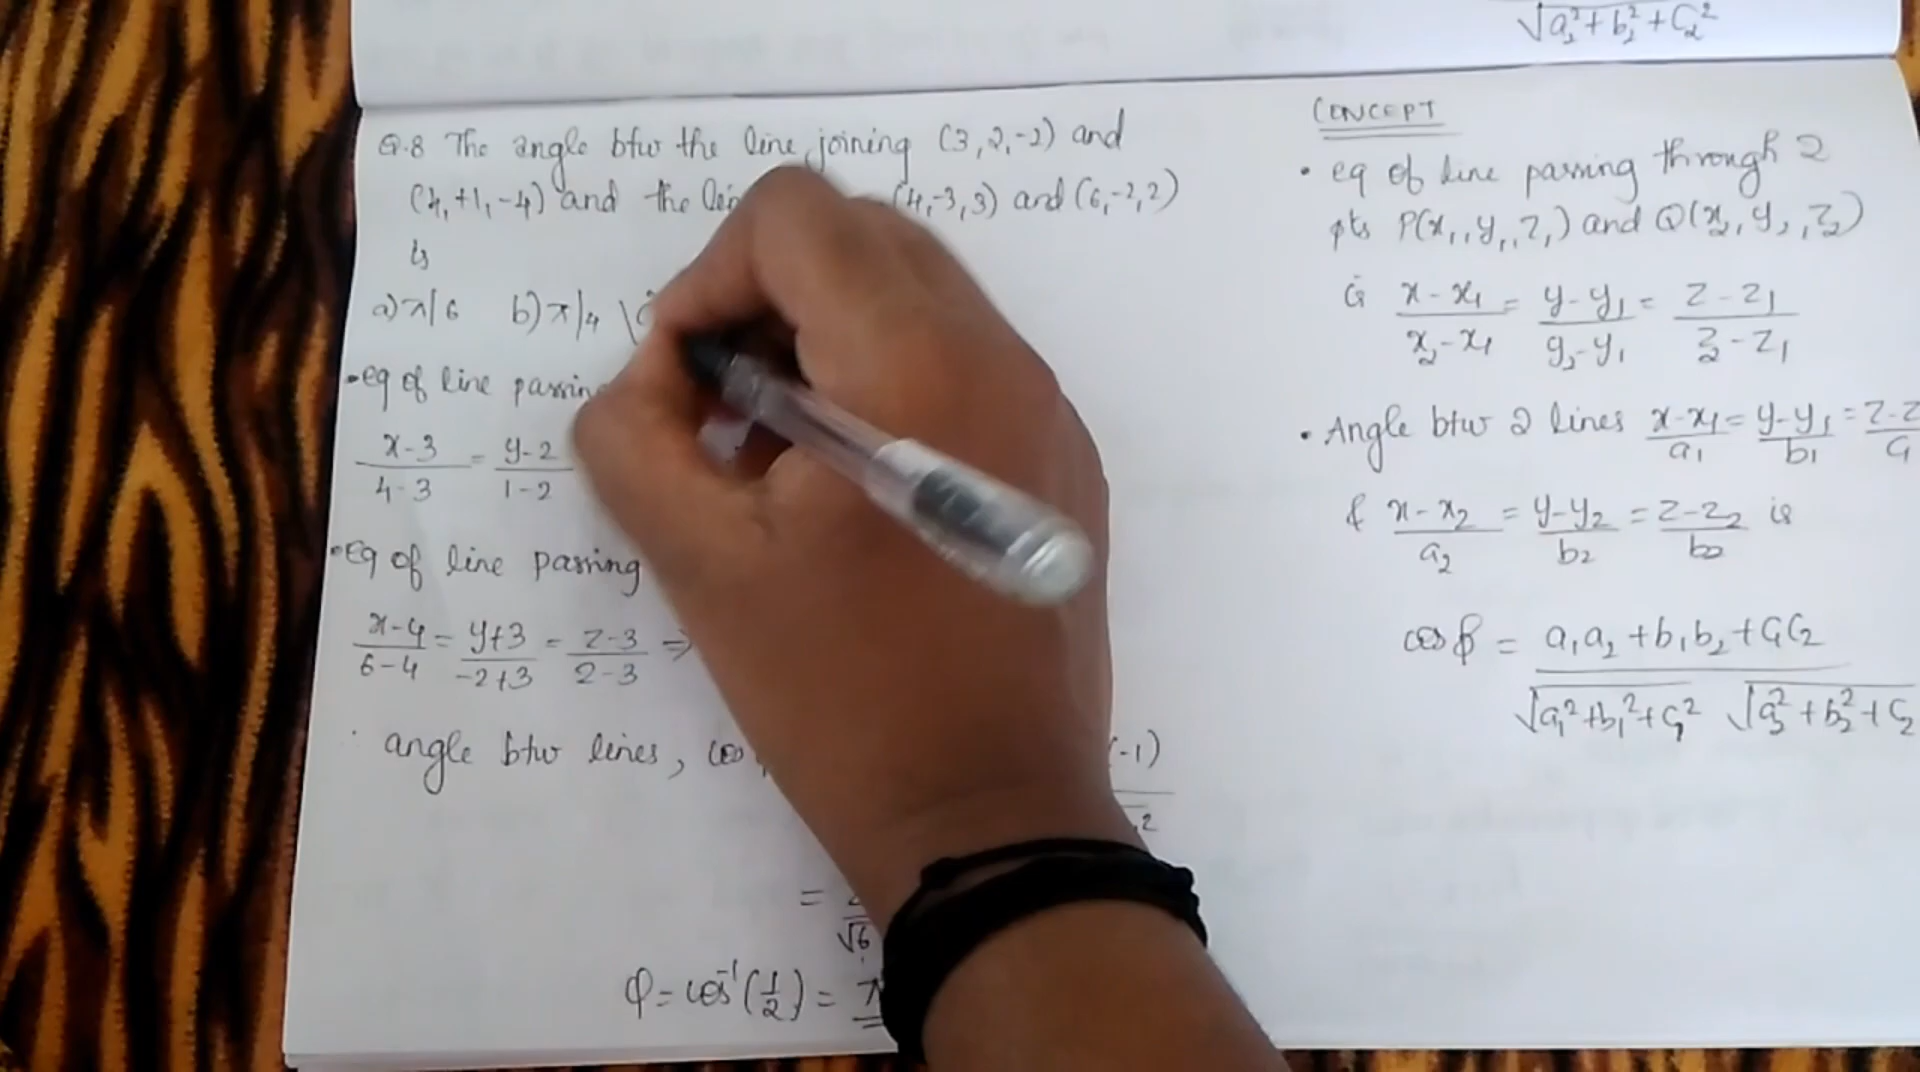 √a₂²+b₂²+c₂²
Q.8 The angle btw the line joining (3,2,-2) and
(4,+1,-4) and the (4,-3,3) and (6,-2,2)
is
a) π/6 b) π/4
•eq of line passing
x-3/4-3 = y-2/1-2
•Eq of line passing
x-4/6-4 = y+3/-2+3 = z-3/2-3 ⇒
angle btw lines, cos (-1)
2
= √6
φ = cos⁻¹(1/2) =
CONCEPT
• eq of line passing through 2
pts P(x₁,y₁,z₁) and Q(x₂,y₂,z₂)
is x-x₁/x₂-x₁ = y-y₁/y₂-y₁ = z-z₁/z₂-z₁
• Angle btw 2 lines x-x₁/a₁ = y-y₁/b₁ = z-z
& x-x₂/a₂ = y-y₂/b₂ = z-z₂/b₂ is
cos φ = a₁a₂+b₁b₂+c₁c₂/√a₁²+b₁²+c₁² √a₂²+b₂²+c₂